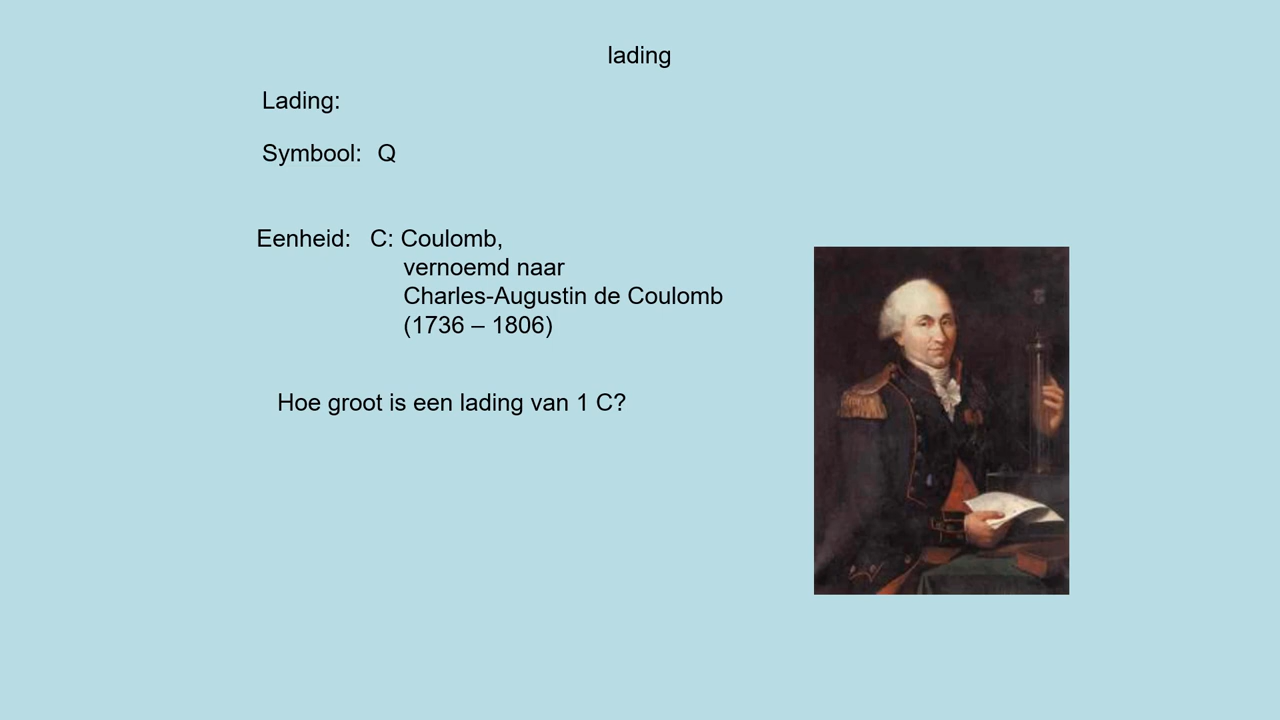 lading
Lading:
Symbool: Q
Eenheid: C: Coulomb,
vernoemd naar
Charles-Augustin de Coulomb
(1736 – 1806)
Hoe groot is een lading van 1 C?